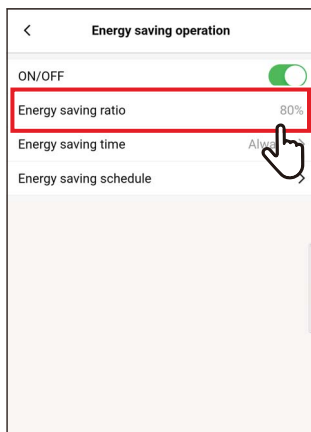 Energy saving operation
ON/OFF
Energy saving ratio 80%
Energy saving time
Energy saving schedule